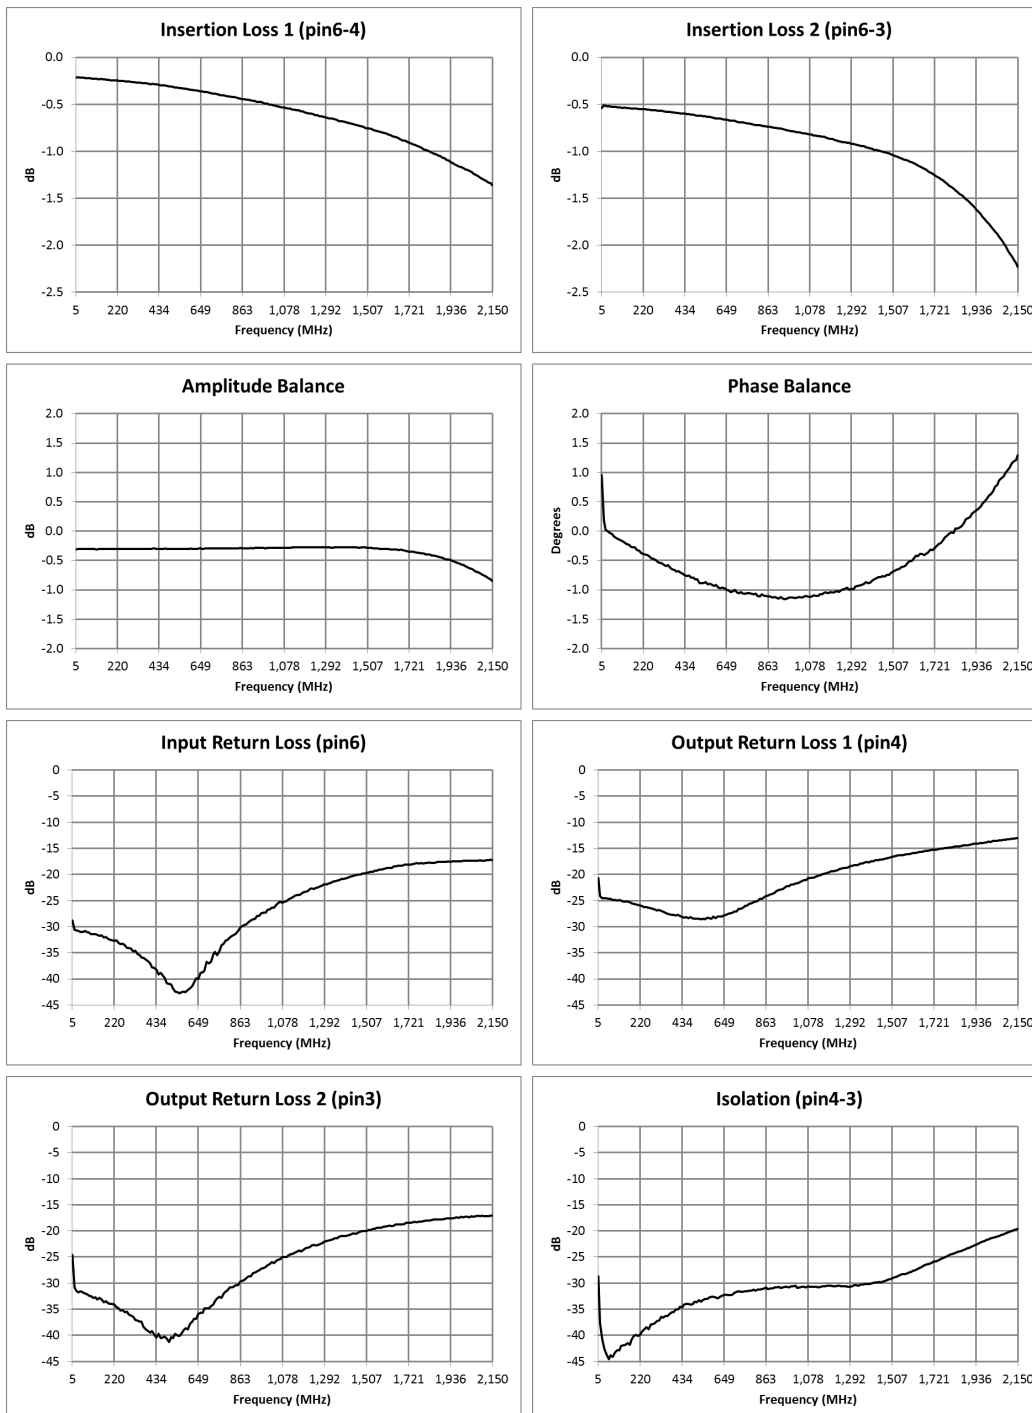 Insertion Loss 1 (pin6-4)
0.0
-0.5
-1.0
-1.5
-2.0
-2.5
dB
5 220 434 649 863 1,078 1,292 1,507 1,721 1,936 2,150
Frequency (MHz)
Insertion Loss 2 (pin6-3)
0.0
-0.5
-1.0
-1.5
-2.0
-2.5
dB
5 220 434 649 863 1,078 1,292 1,507 1,721 1,936 2,150
Frequency (MHz)
Amplitude Balance
2.0
1.5
1.0
0.5
0.0
-0.5
-1.0
-1.5
-2.0
dB
5 220 434 649 863 1,078 1,292 1,507 1,721 1,936 2,150
Frequency (MHz)
Phase Balance
2.0
1.5
1.0
0.5
0.0
-0.5
-1.0
-1.5
-2.0
Degrees
5 220 434 649 863 1,078 1,292 1,507 1,721 1,936 2,150
Frequency (MHz)
Input Return Loss (pin6)
0
-5
-10
-15
-20
-25
-30
-35
-40
-45
dB
5 220 434 649 863 1,078 1,292 1,507 1,721 1,936 2,150
Frequency (MHz)
Output Return Loss 1 (pin4)
0
-5
-10
-15
-20
-25
-30
-35
-40
-45
dB
5 220 434 649 863 1,078 1,292 1,507 1,721 1,936 2,150
Frequency (MHz)
Output Return Loss 2 (pin3)
0
-5
-10
-15
-20
-25
-30
-35
-40
-45
dB
5 220 434 649 863 1,078 1,292 1,507 1,721 1,936 2,150
Frequency (MHz)
Isolation (pin4-3)
0
-5
-10
-15
-20
-25
-30
-35
-40
-45
dB
5 220 434 649 863 1,078 1,292 1,507 1,721 1,936 2,150
Frequency (MHz)